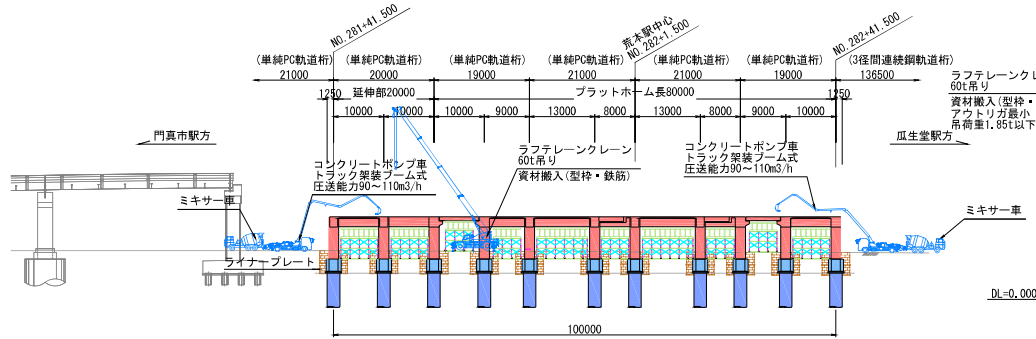 NO.281+41.500
荒本駅中心
NO.282+1.500
NO.282+41.500
(単純PC軌道桁)
(単純PC軌道桁)
(単純PC軌道桁)
(単純PC軌道桁)
(単純PC軌道桁)
(単純PC軌道桁)
(3径間連続鋼軌道桁)
21000
20000
19000
21000
21000
19000
136500
1250
延伸部20000
プラットホーム長80000
1250
10000
10000
10000
9000
13000
8000
13000
8000
9000
10000
ラフテレーンクレ
60t吊り
資材搬入(型枠・
アウトリガ最小
吊荷重1.85t以下
門真市駅方
瓜生堂駅方
コンクリートポンプ車
トラック架装ブーム式
圧送能力90～110m3/h
ラフテレーンクレーン
60t吊り
資材搬入(型枠・鉄筋)
コンクリートポンプ車
トラック架装ブーム式
圧送能力90～110m3/h
ミキサー車
ミキサー車
ライナープレート
DL=0.000
100000